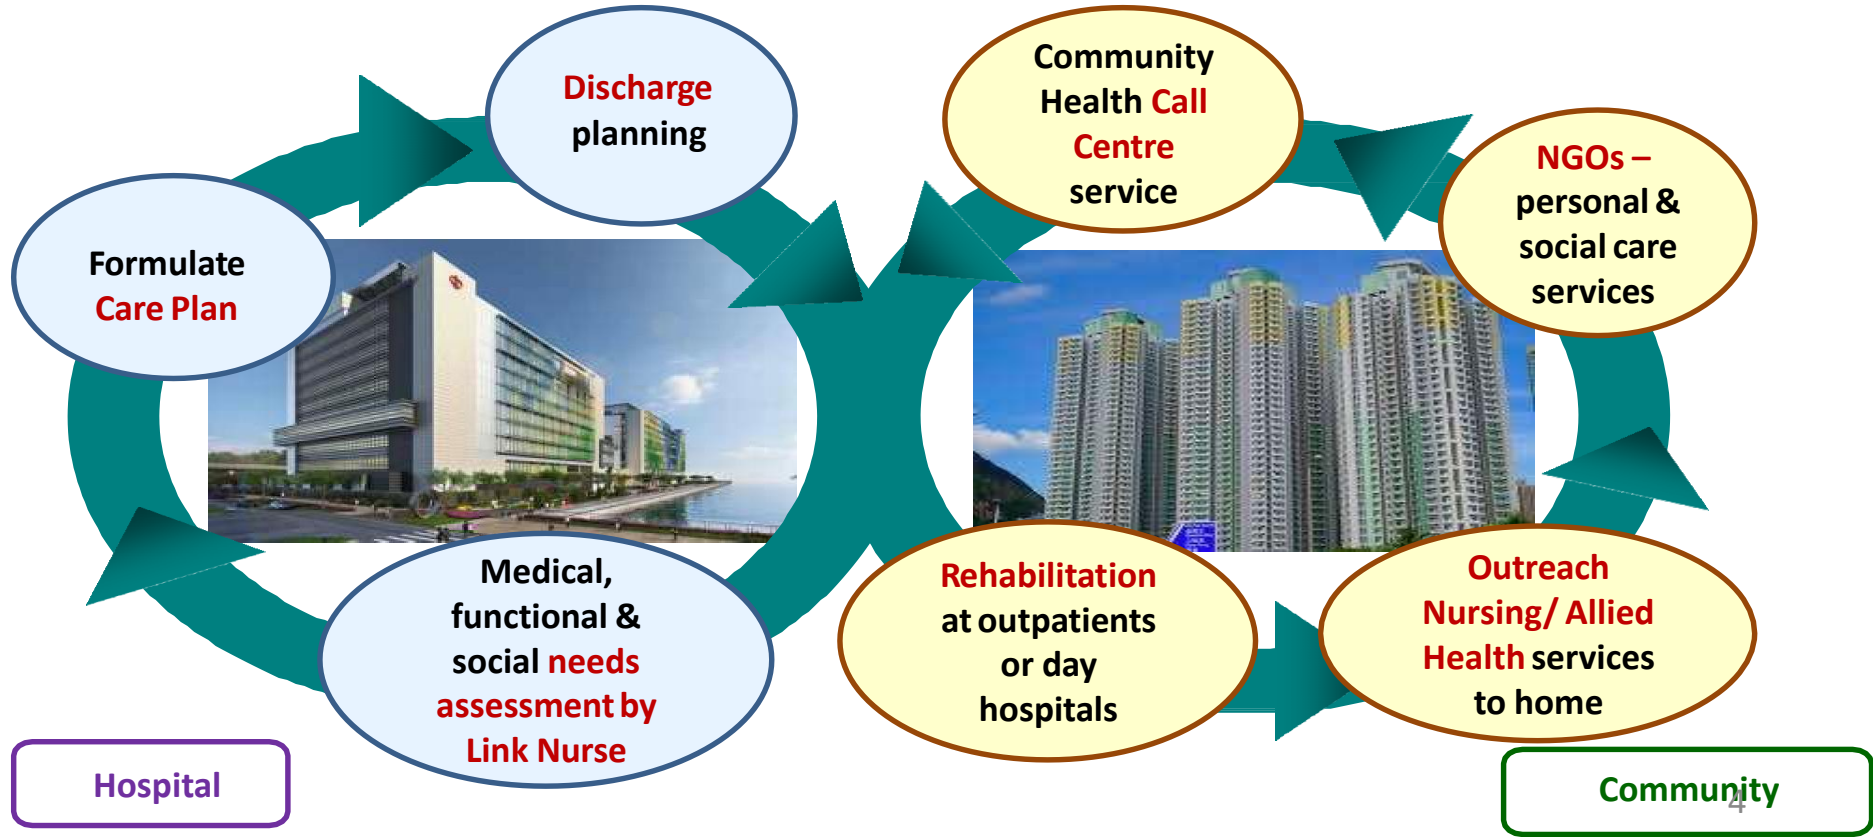 Discharge
planning
Formulate
Care Plan
Medical,
functional &
social needs
assessment by
Link Nurse
Hospital
Community
Health Call
Centre
service
NGOs –
personal &
social care
services
Rehabilitation
at outpatients
or day
hospitals
Outreach
Nursing/ Allied
Health services
to home
Community
4